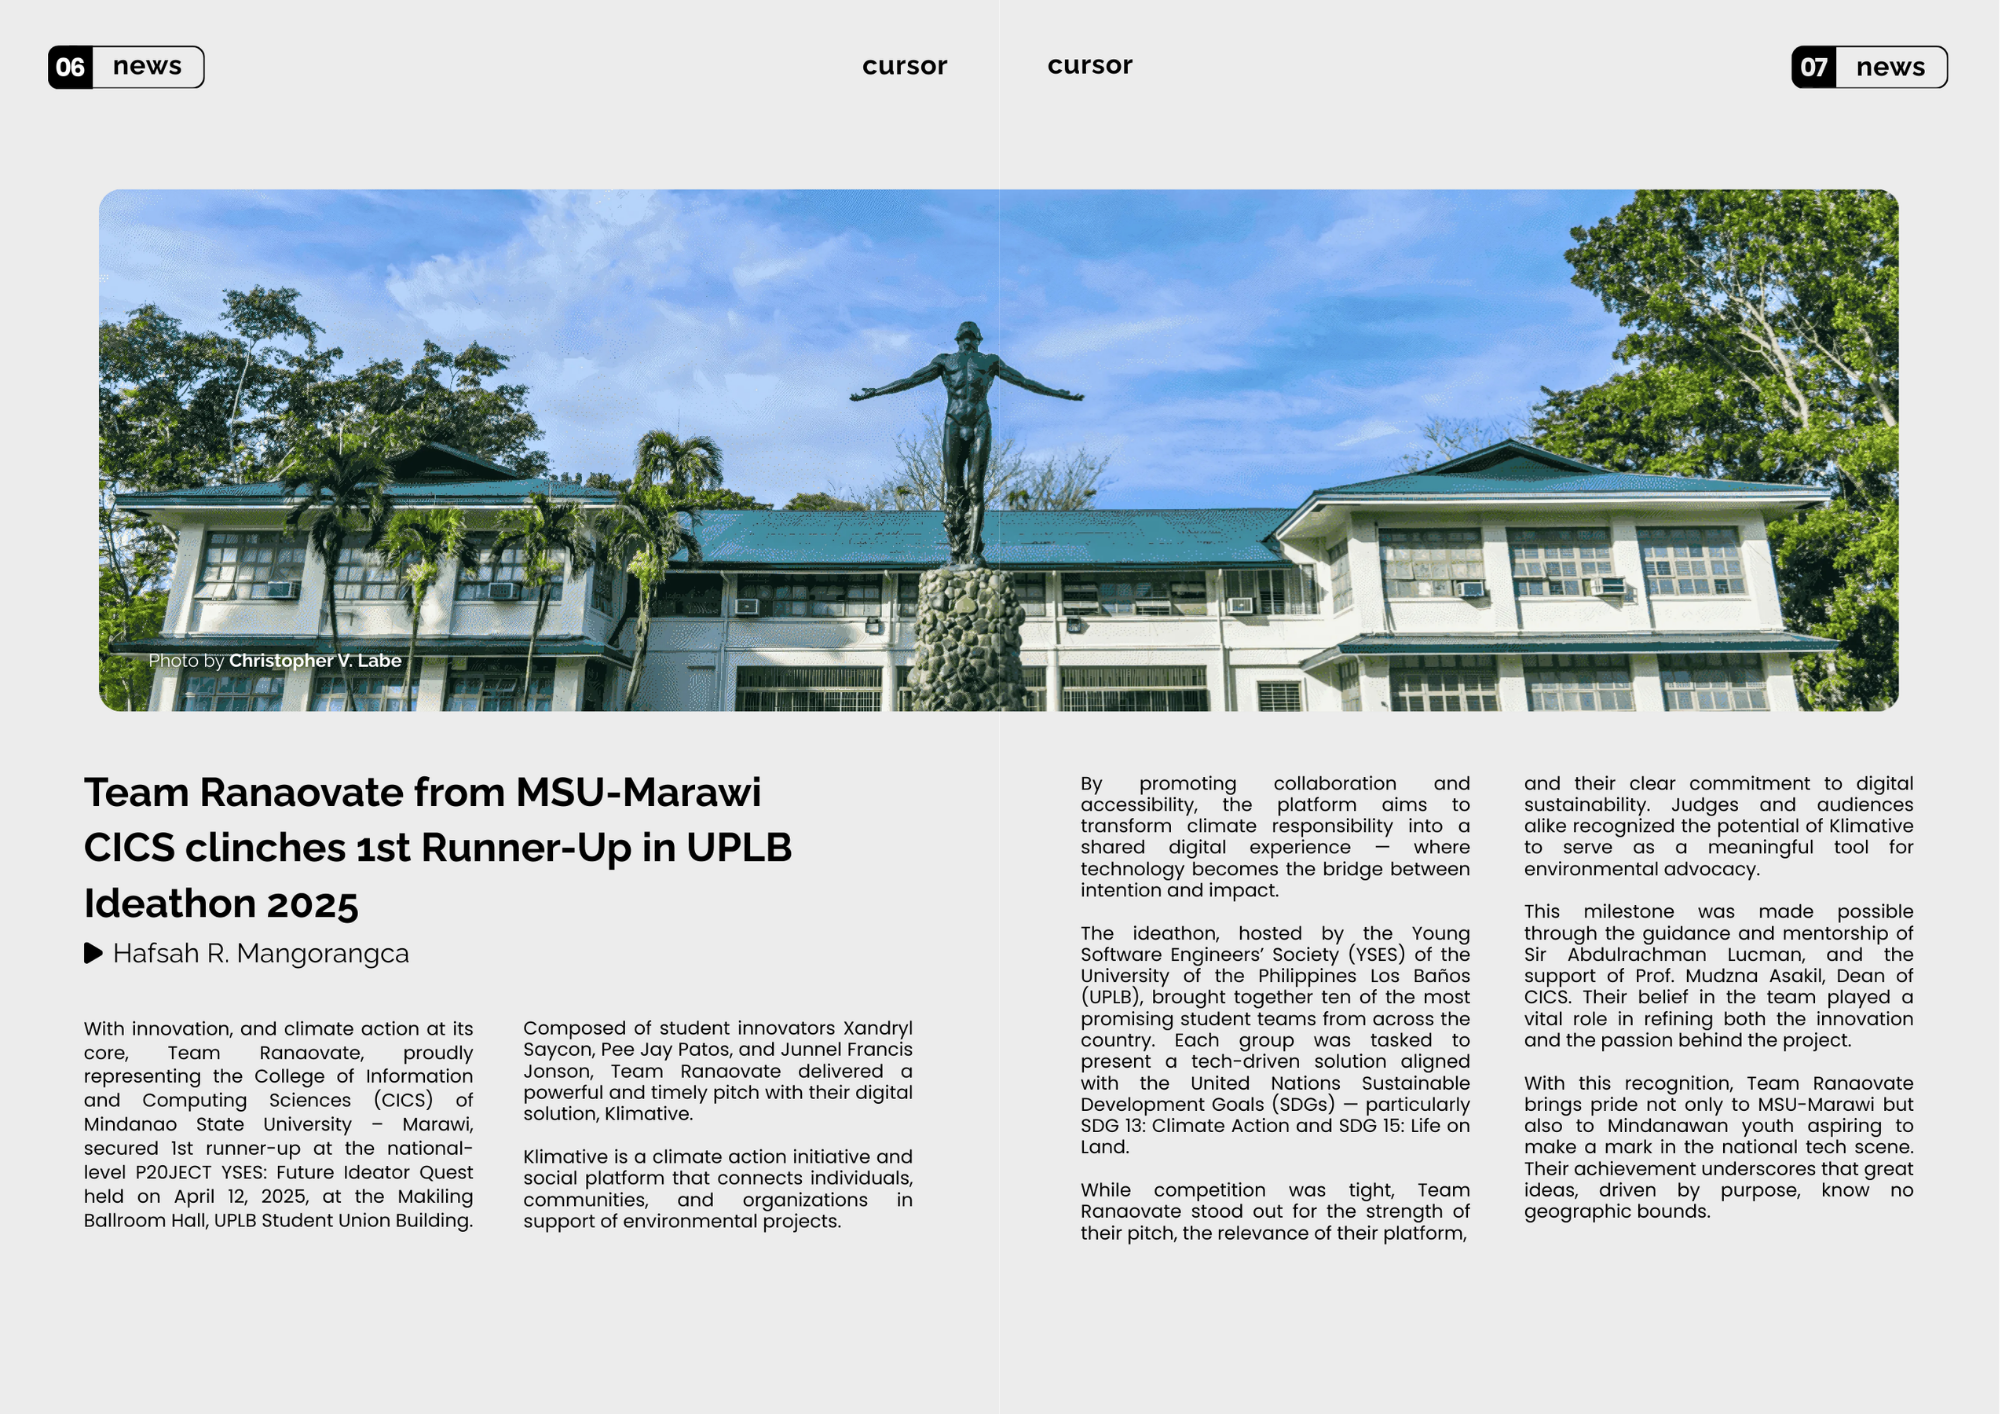 06 news
cursor
cursor
07 news
Photo by Christopher V. Labe
Team Ranaovate from MSU-Marawi
CICS clinches 1st Runner-Up in UPLB
Ideathon 2025
Hafsah R. Mangorangca
With innovation, and climate action at its
core, Team Ranaovate, proudly
representing the College of Information
and Computing Sciences (CICS) of
Mindanao State University – Marawi,
secured 1st runner-up at the national-
level P20JECT YSES: Future Ideator Quest
held on April 12, 2025, at the Makiling
Ballroom Hall, UPLB Student Union Building.
Composed of student innovators Xandryl
Saycon, Pee Jay Patos, and Junnel Francis
Jonson, Team Ranaovate delivered a
powerful and timely pitch with their digital
solution, Klimative.
Klimative is a climate action initiative and
social platform that connects individuals,
communities, and organizations in
support of environmental projects.
By promoting collaboration and
accessibility, the platform aims to
transform climate responsibility into a
shared digital experience — where
technology becomes the bridge between
intention and impact.
The ideathon, hosted by the Young
Software Engineers’ Society (YSES) of the
University of the Philippines Los Baños
(UPLB), brought together ten of the most
promising student teams from across the
country. Each group was tasked to
present a tech-driven solution aligned
with the United Nations Sustainable
Development Goals (SDGs) — particularly
SDG 13: Climate Action and SDG 15: Life on
Land.
While competition was tight, Team
Ranaovate stood out for the strength of
their pitch, the relevance of their platform,
and their clear commitment to digital
sustainability. Judges and audiences
alike recognized the potential of Klimative
to serve as a meaningful tool for
environmental advocacy.
This milestone was made possible
through the guidance and mentorship of
Sir Abdulrachman Lucman, and the
support of Prof. Mudzna Asakil, Dean of
CICS. Their belief in the team played a
vital role in refining both the innovation
and the passion behind the project.
With this recognition, Team Ranaovate
brings pride not only to MSU-Marawi but
also to Mindanawan youth aspiring to
make a mark in the national tech scene.
Their achievement underscores that great
ideas, driven by purpose, know no
geographic bounds.